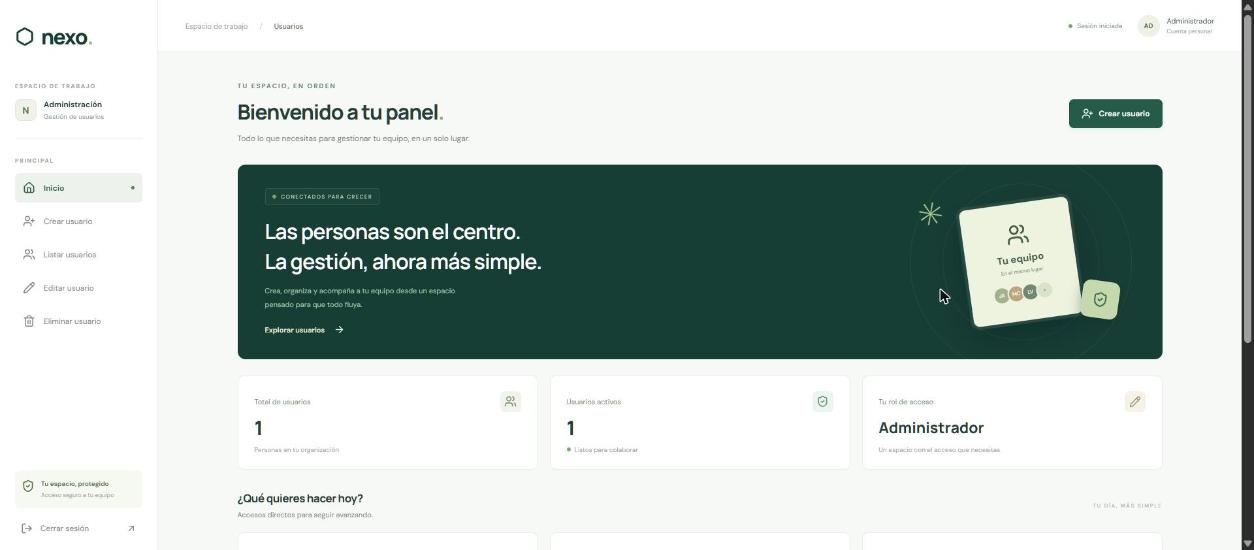 nexo.
ESPACIO DE TRABAJO
N
Administración
Gestión de usuarios
PRINCIPAL
Inicio
Crear usuario
Listar usuarios
Editar usuario
Eliminar usuario
Tu espacio, protegido
Acceso seguro a tu equipo
Cerrar sesión
Espacio de trabajo / Usuarios
Sesión iniciada
AD
Administrador
Cuenta personal
TU ESPACIO, EN ORDEN
Bienvenido a tu panel.
Todo lo que necesitas para gestionar tu equipo, en un solo lugar.
Crear usuario
CONECTADOS PARA CRECER
Las personas son el centro.
La gestión, ahora más simple.
Crea, organiza y acompaña a tu equipo desde un espacio
pensado para que todo fluya.
Explorar usuarios
Tu equipo
En el mismo lugar
MC LV +
Total de usuarios
1
Personas en tu organización
Usuarios activos
1
Listos para colaborar
Tu rol de acceso
Administrador
Un espacio con el acceso que necesitas
¿Qué quieres hacer hoy?
Accesos directos para seguir avanzando.
TU DÍA, MÁS SIMPLE